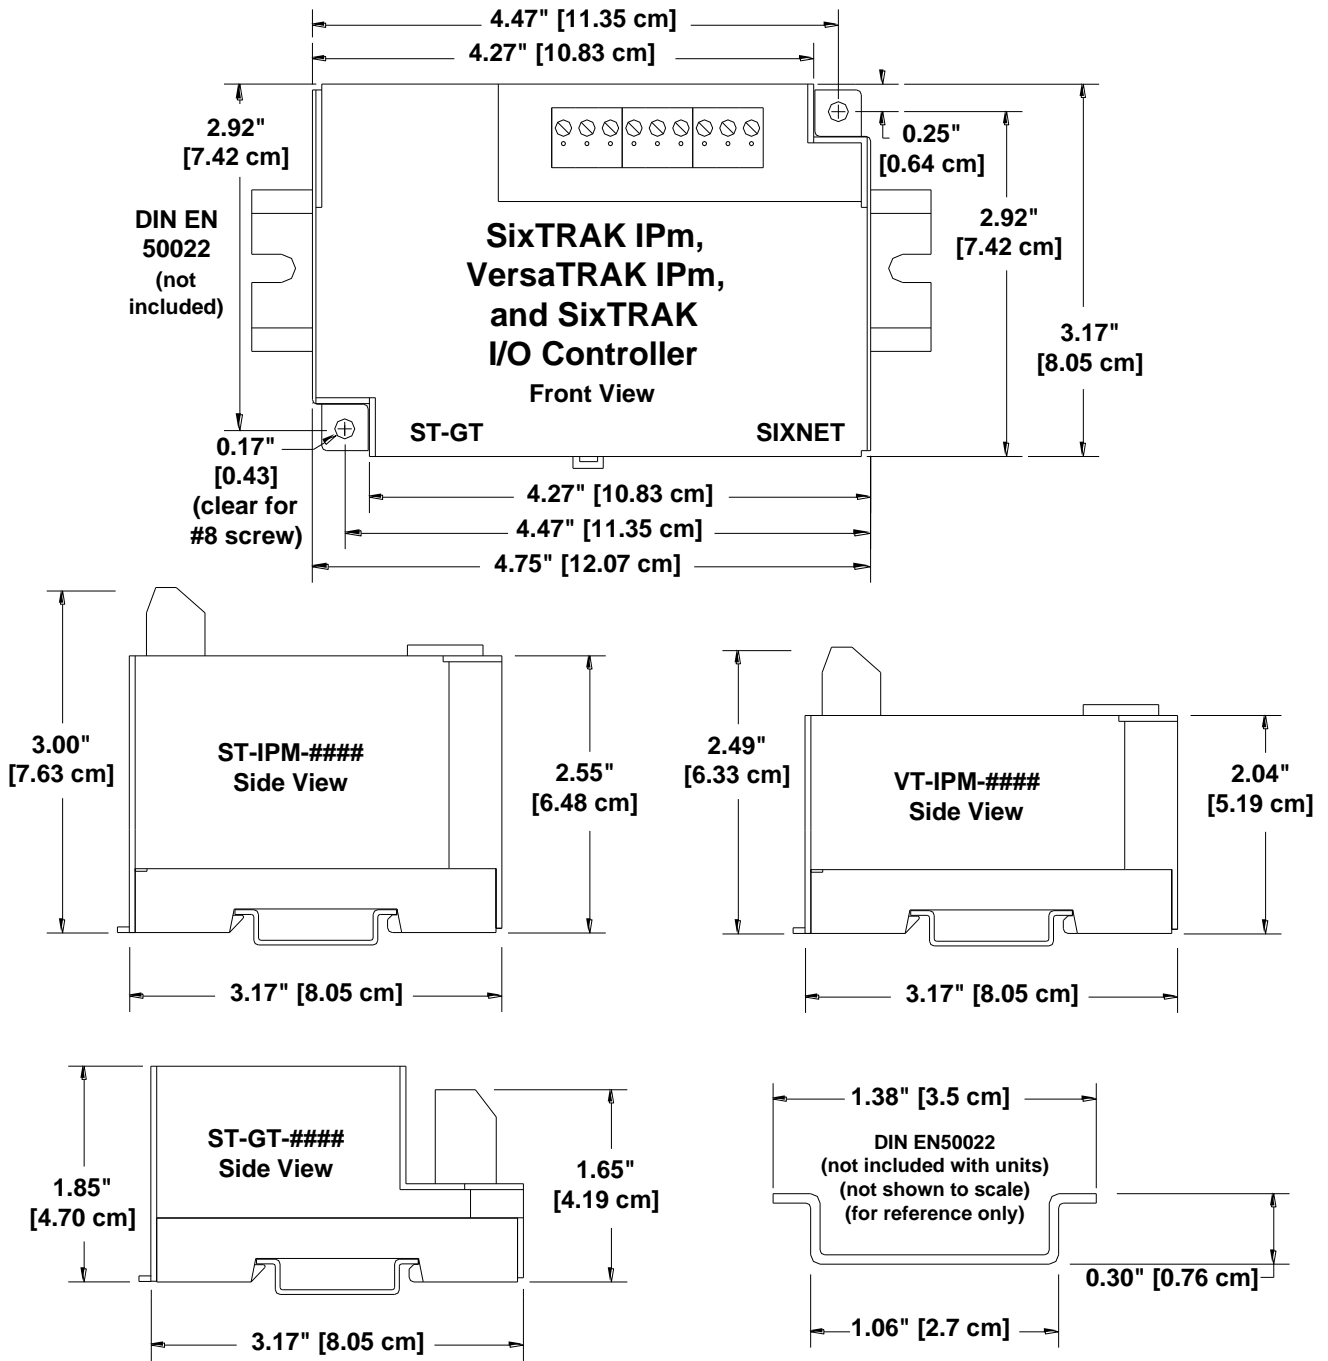 4.47" [11.35 cm]
4.27" [10.83 cm]
2.92"
[7.42 cm]
0.25"
[0.64 cm]
DIN EN
50022
(not
included)
2.92"
[7.42 cm]
SixTRAK IPm,
VersaTRAK IPm,
and SixTRAK
I/O Controller
Front View
3.17"
[8.05 cm]
ST-GT
SIXNET
0.17"
[0.43]
(clear for
#8 screw)
4.27" [10.83 cm]
4.47" [11.35 cm]
4.75" [12.07 cm]
3.00"
[7.63 cm]
ST-IPM-####
Side View
2.55"
[6.48 cm]
2.49"
[6.33 cm]
VT-IPM-####
Side View
2.04"
[5.19 cm]
3.17" [8.05 cm]
3.17" [8.05 cm]
1.85"
[4.70 cm]
ST-GT-####
Side View
1.65"
[4.19 cm]
3.17" [8.05 cm]
1.38" [3.5 cm]
DIN EN50022
(not included with units)
(not shown to scale)
(for reference only)
0.30" [0.76 cm]
1.06" [2.7 cm]